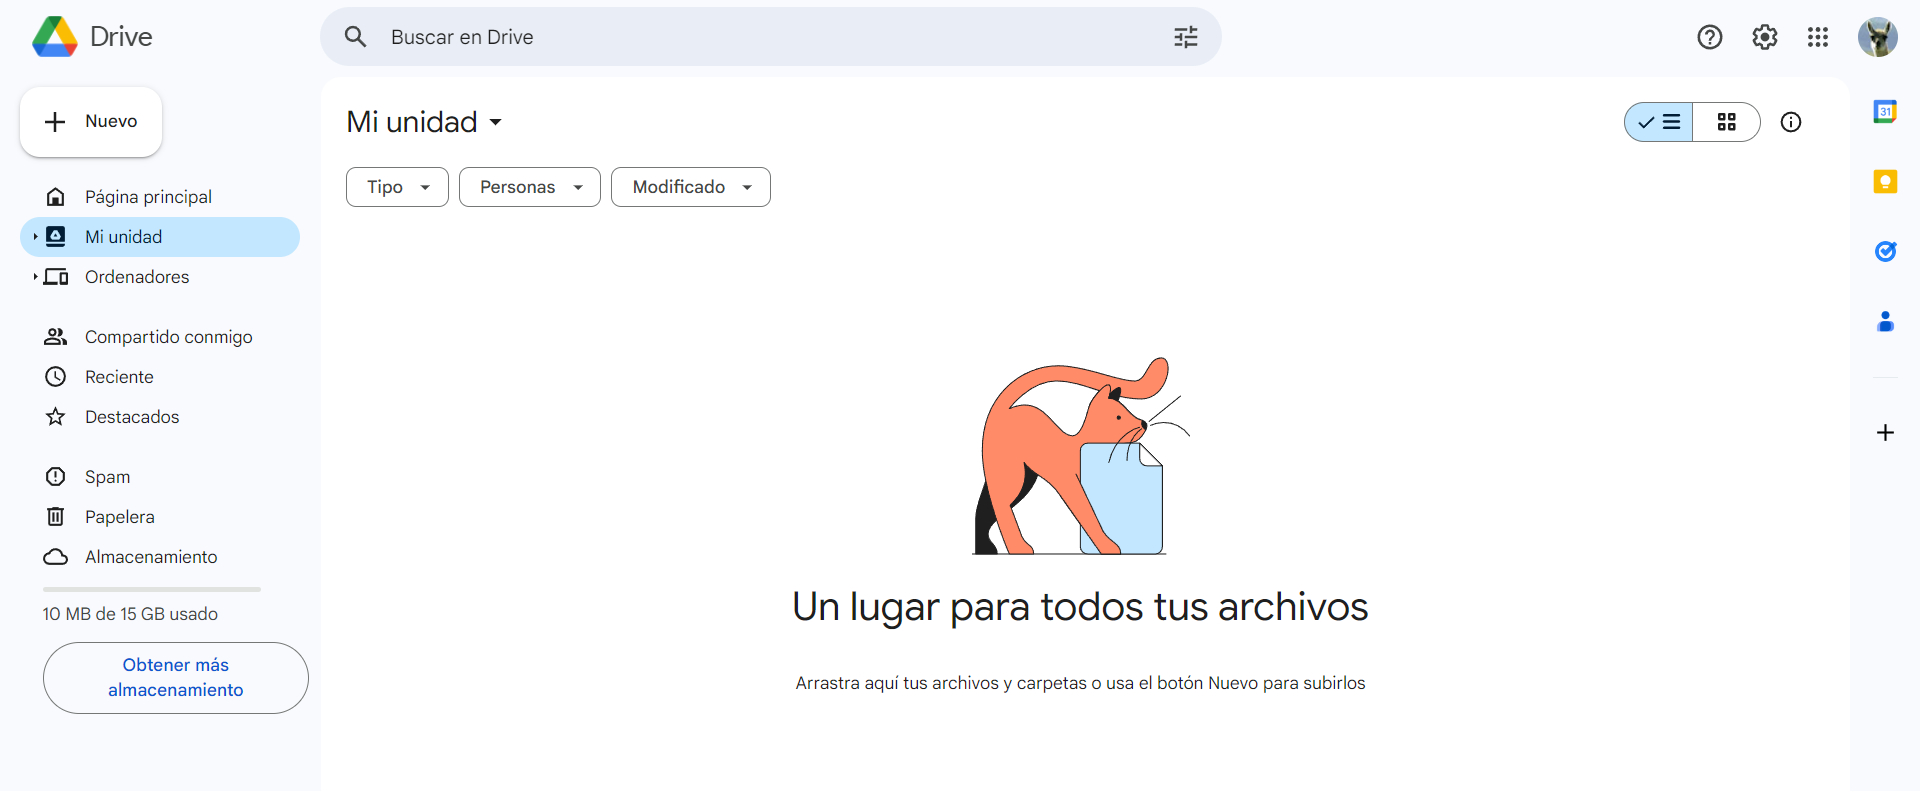 Drive
Buscar en Drive
Nuevo
Página principal
Mi unidad
Ordenadores
Compartido conmigo
Reciente
Destacados
Spam
Papelera
Almacenamiento
10 MB de 15 GB usado
Obtener más
almacenamiento
Mi unidad
Tipo
Personas
Modificado
Un lugar para todos tus archivos
Arrastra aquí tus archivos y carpetas o usa el botón Nuevo para subirlos
31